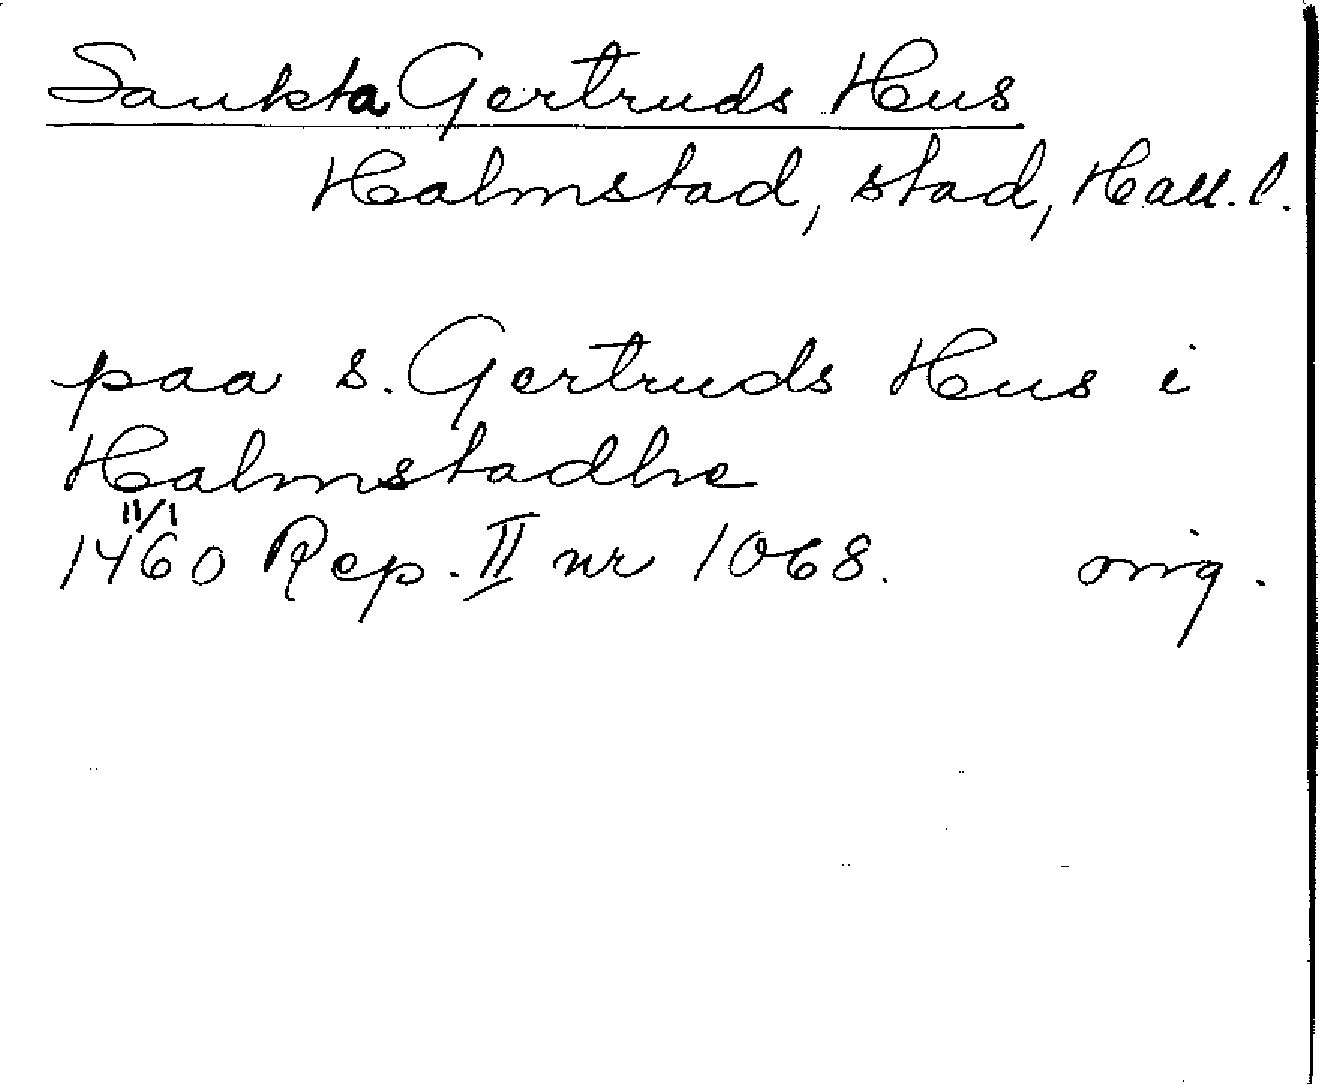 Sankta Gertruds Hus
Halmstad, stad, Hall. l.
paa s. Gertruds Hus i
Halmstadhe
11/1
1460 Rep. II nr 1068. orig.